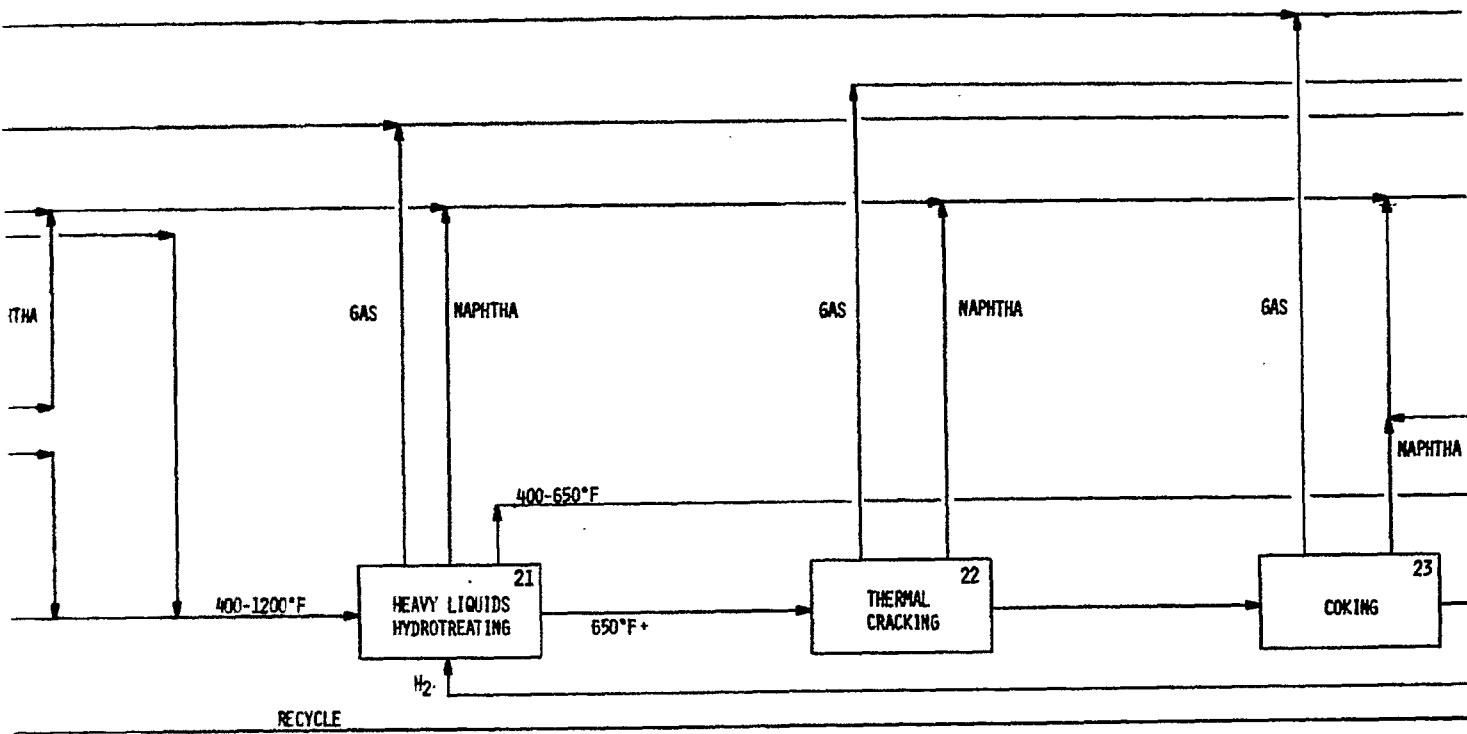 GAS
NAPHTHA
GAS
NAPHTHA
GAS
NAPHTHA
400-650°F
400-1200°F
21
HEAVY LIQUIDS
HYDROTREATING
650°F+
22
THERMAL
CRACKING
23
COKING
H2
RECYCLE